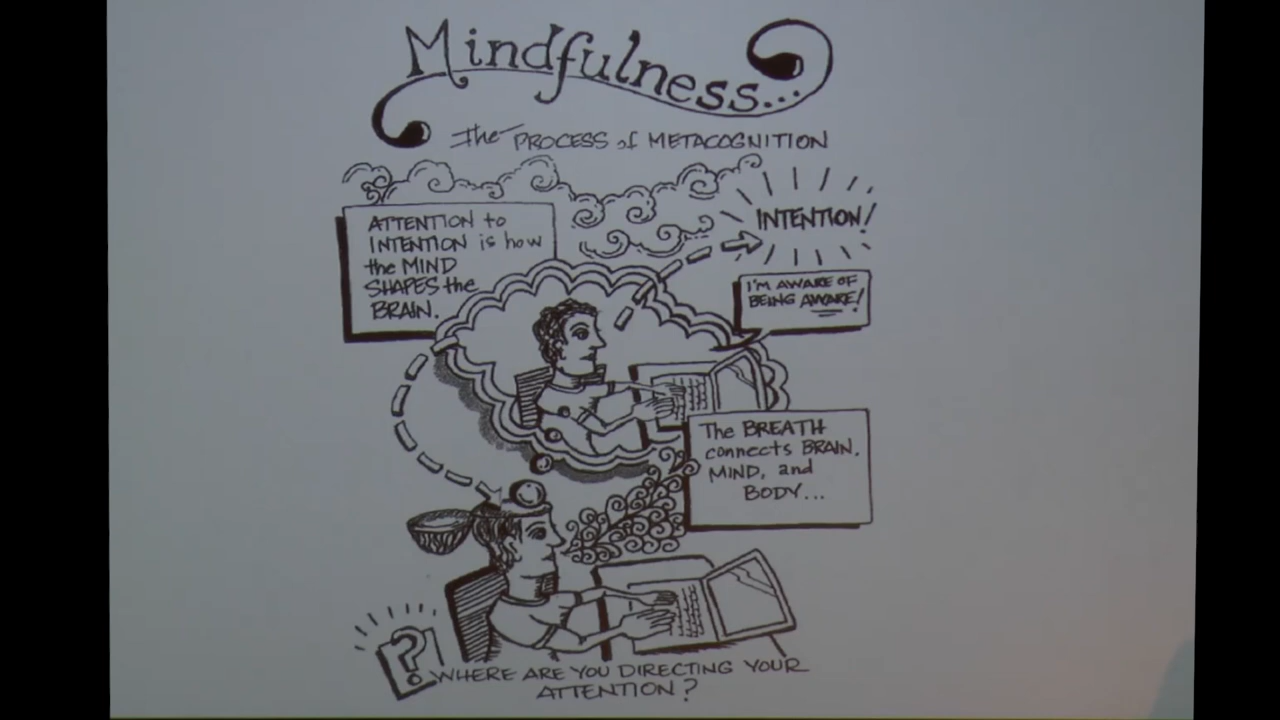 Mindfulness...
The PROCESS of METACOGNITION
ATTENTION to
INTENTION is how
the MIND
SHAPES the
BRAIN.
INTENTION!
I'M AWARE OF
BEING AWARE!
The BREATH
connects BRAIN,
MIND, and
BODY...
?
WHERE ARE YOU DIRECTING YOUR
ATTENTION?